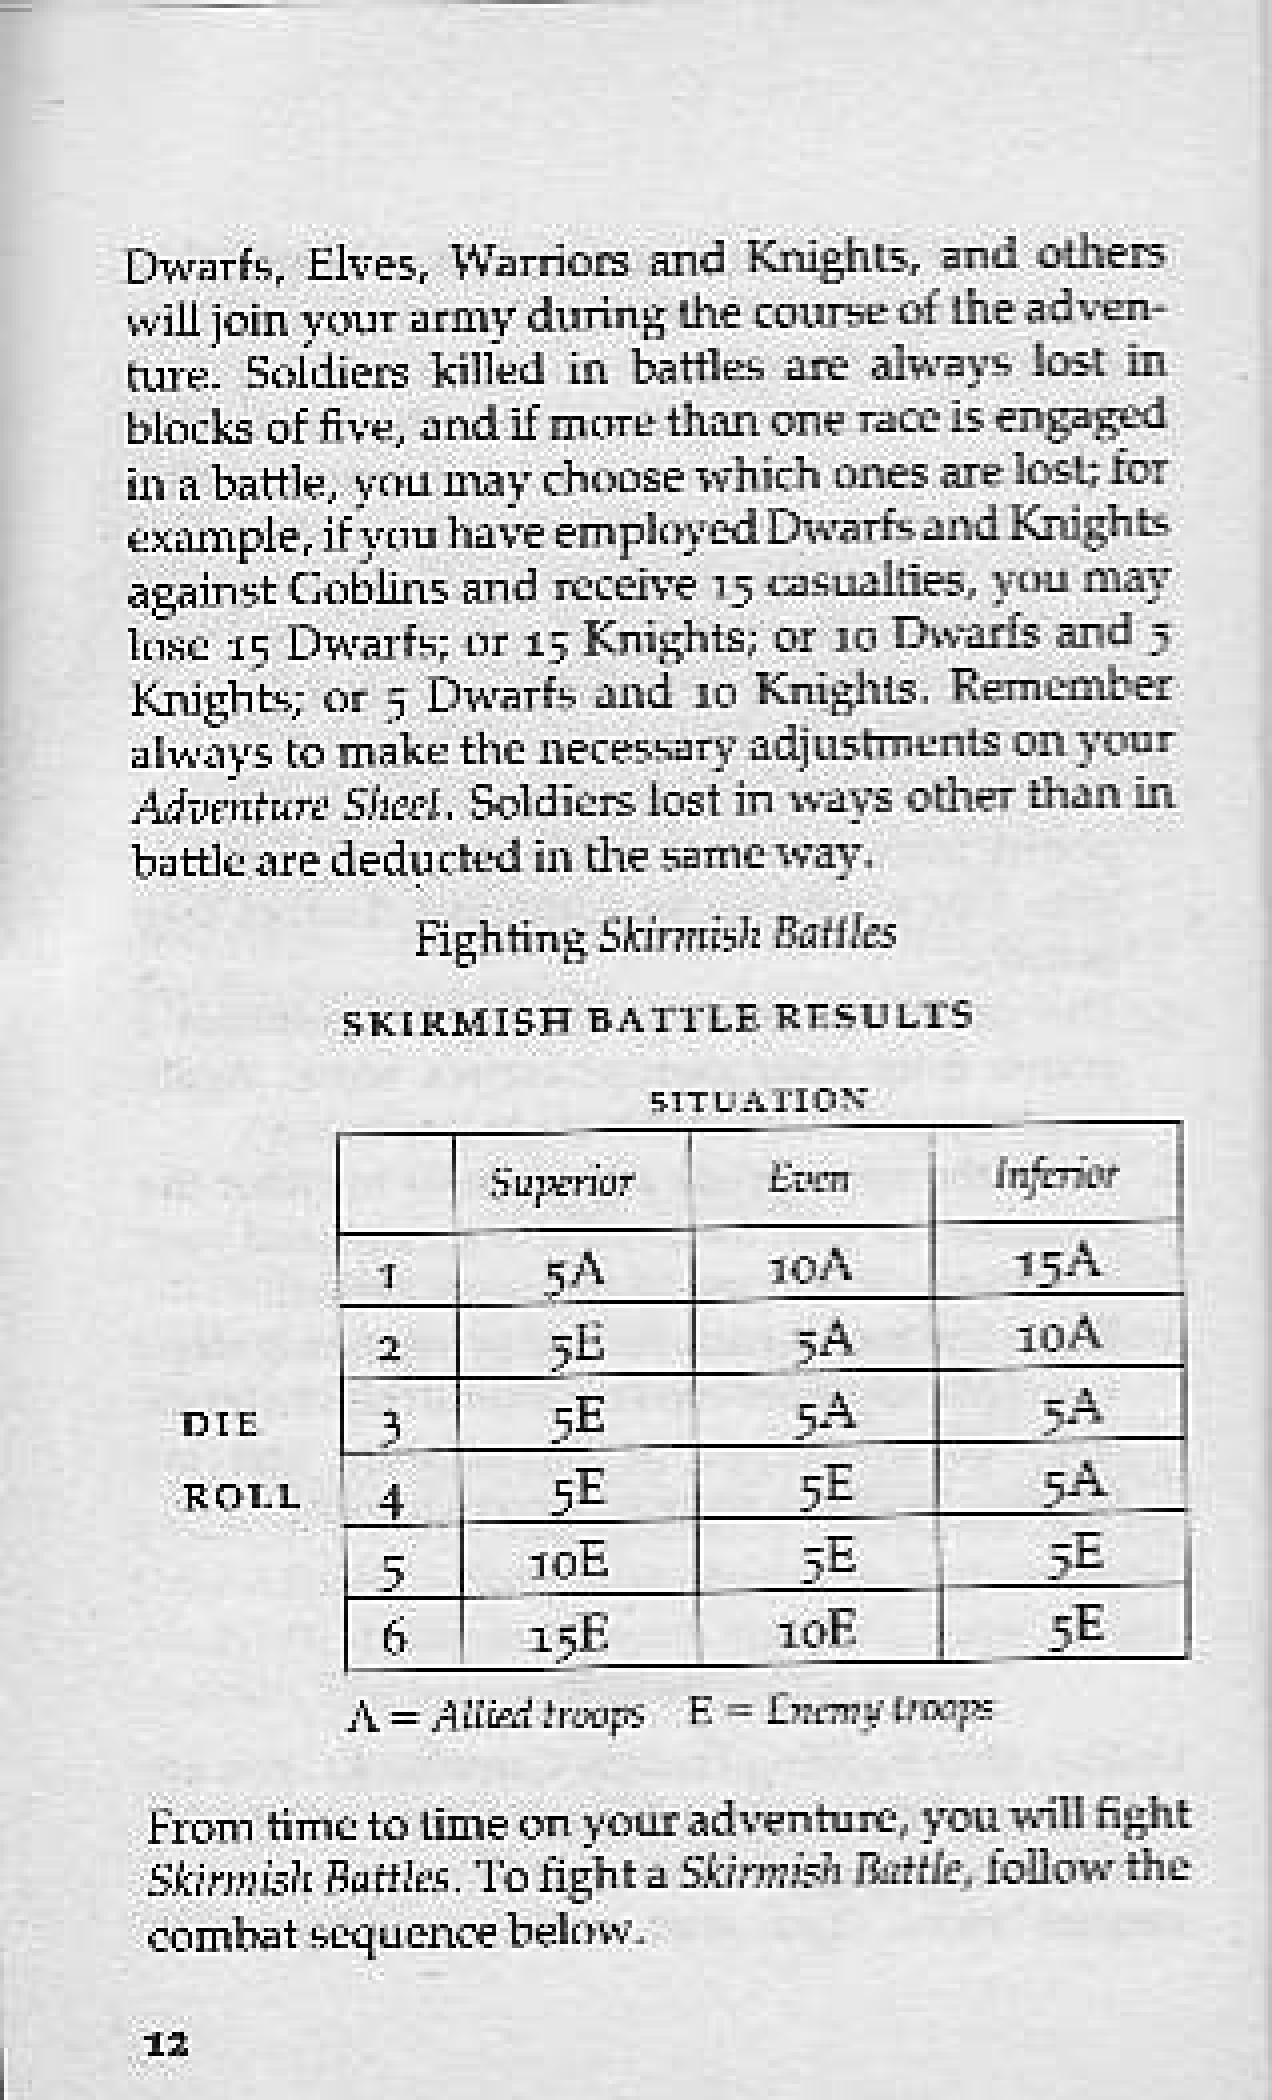 Dwarfs, Elves, Warriors and Knights, and others
will join your army during the course of the adven-
ture. Soldiers killed in battles are always lost in
blocks of five, and if more than one race is engaged
in a battle, you may choose which ones are lost; for
example, if you have employed Dwarfs and Knights
against Goblins and receive 15 casualties, you may
lose 15 Dwarfs; or 15 Knights; or 10 Dwarfs and 5
Knights; or 5 Dwarfs and 10 Knights. Remember
always to make the necessary adjustments on your
Adventure Sheet. Soldiers lost in ways other than in
battle are deducted in the same way.
Fighting Skirmish Battles
SKIRMISH BATTLE RESULTS
SITUATION
Superior Even Inferior
1 5A 10A 15A
2 5E 5A 10A
DIE 3 5E 5A 5A
ROLL 4 5E 5E 5A
5 10E 5E 5E
6 15E 10E 5E
A = Allied troops E = Enemy troops
From time to time on your adventure, you will fight
Skirmish Battles. To fight a Skirmish Battle, follow the
combat sequence below.
12